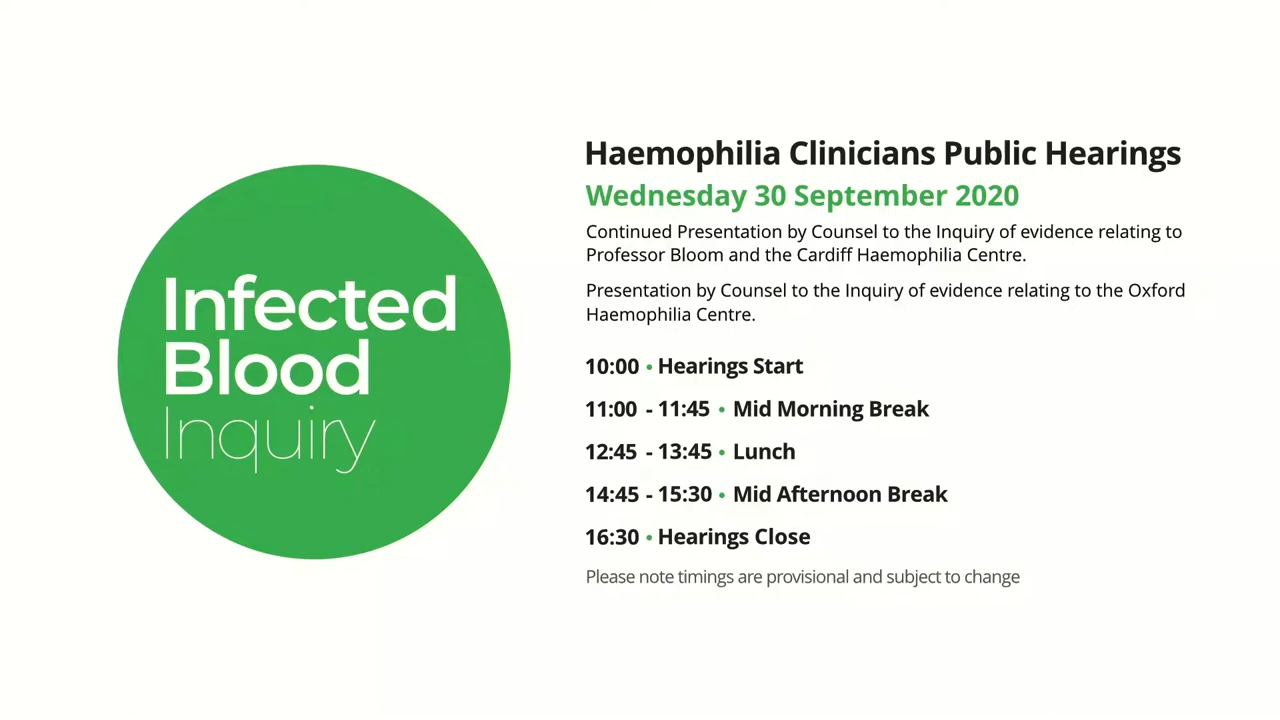 Infected
Blood
Inquiry
Haemophilia Clinicians Public Hearings
Wednesday 30 September 2020
Continued Presentation by Counsel to the Inquiry of evidence relating to
Professor Bloom and the Cardiff Haemophilia Centre.
Presentation by Counsel to the Inquiry of evidence relating to the Oxford
Haemophilia Centre.
10:00 • Hearings Start
11:00 - 11:45 • Mid Morning Break
12:45 - 13:45 • Lunch
14:45 - 15:30 • Mid Afternoon Break
16:30 • Hearings Close
Please note timings are provisional and subject to change